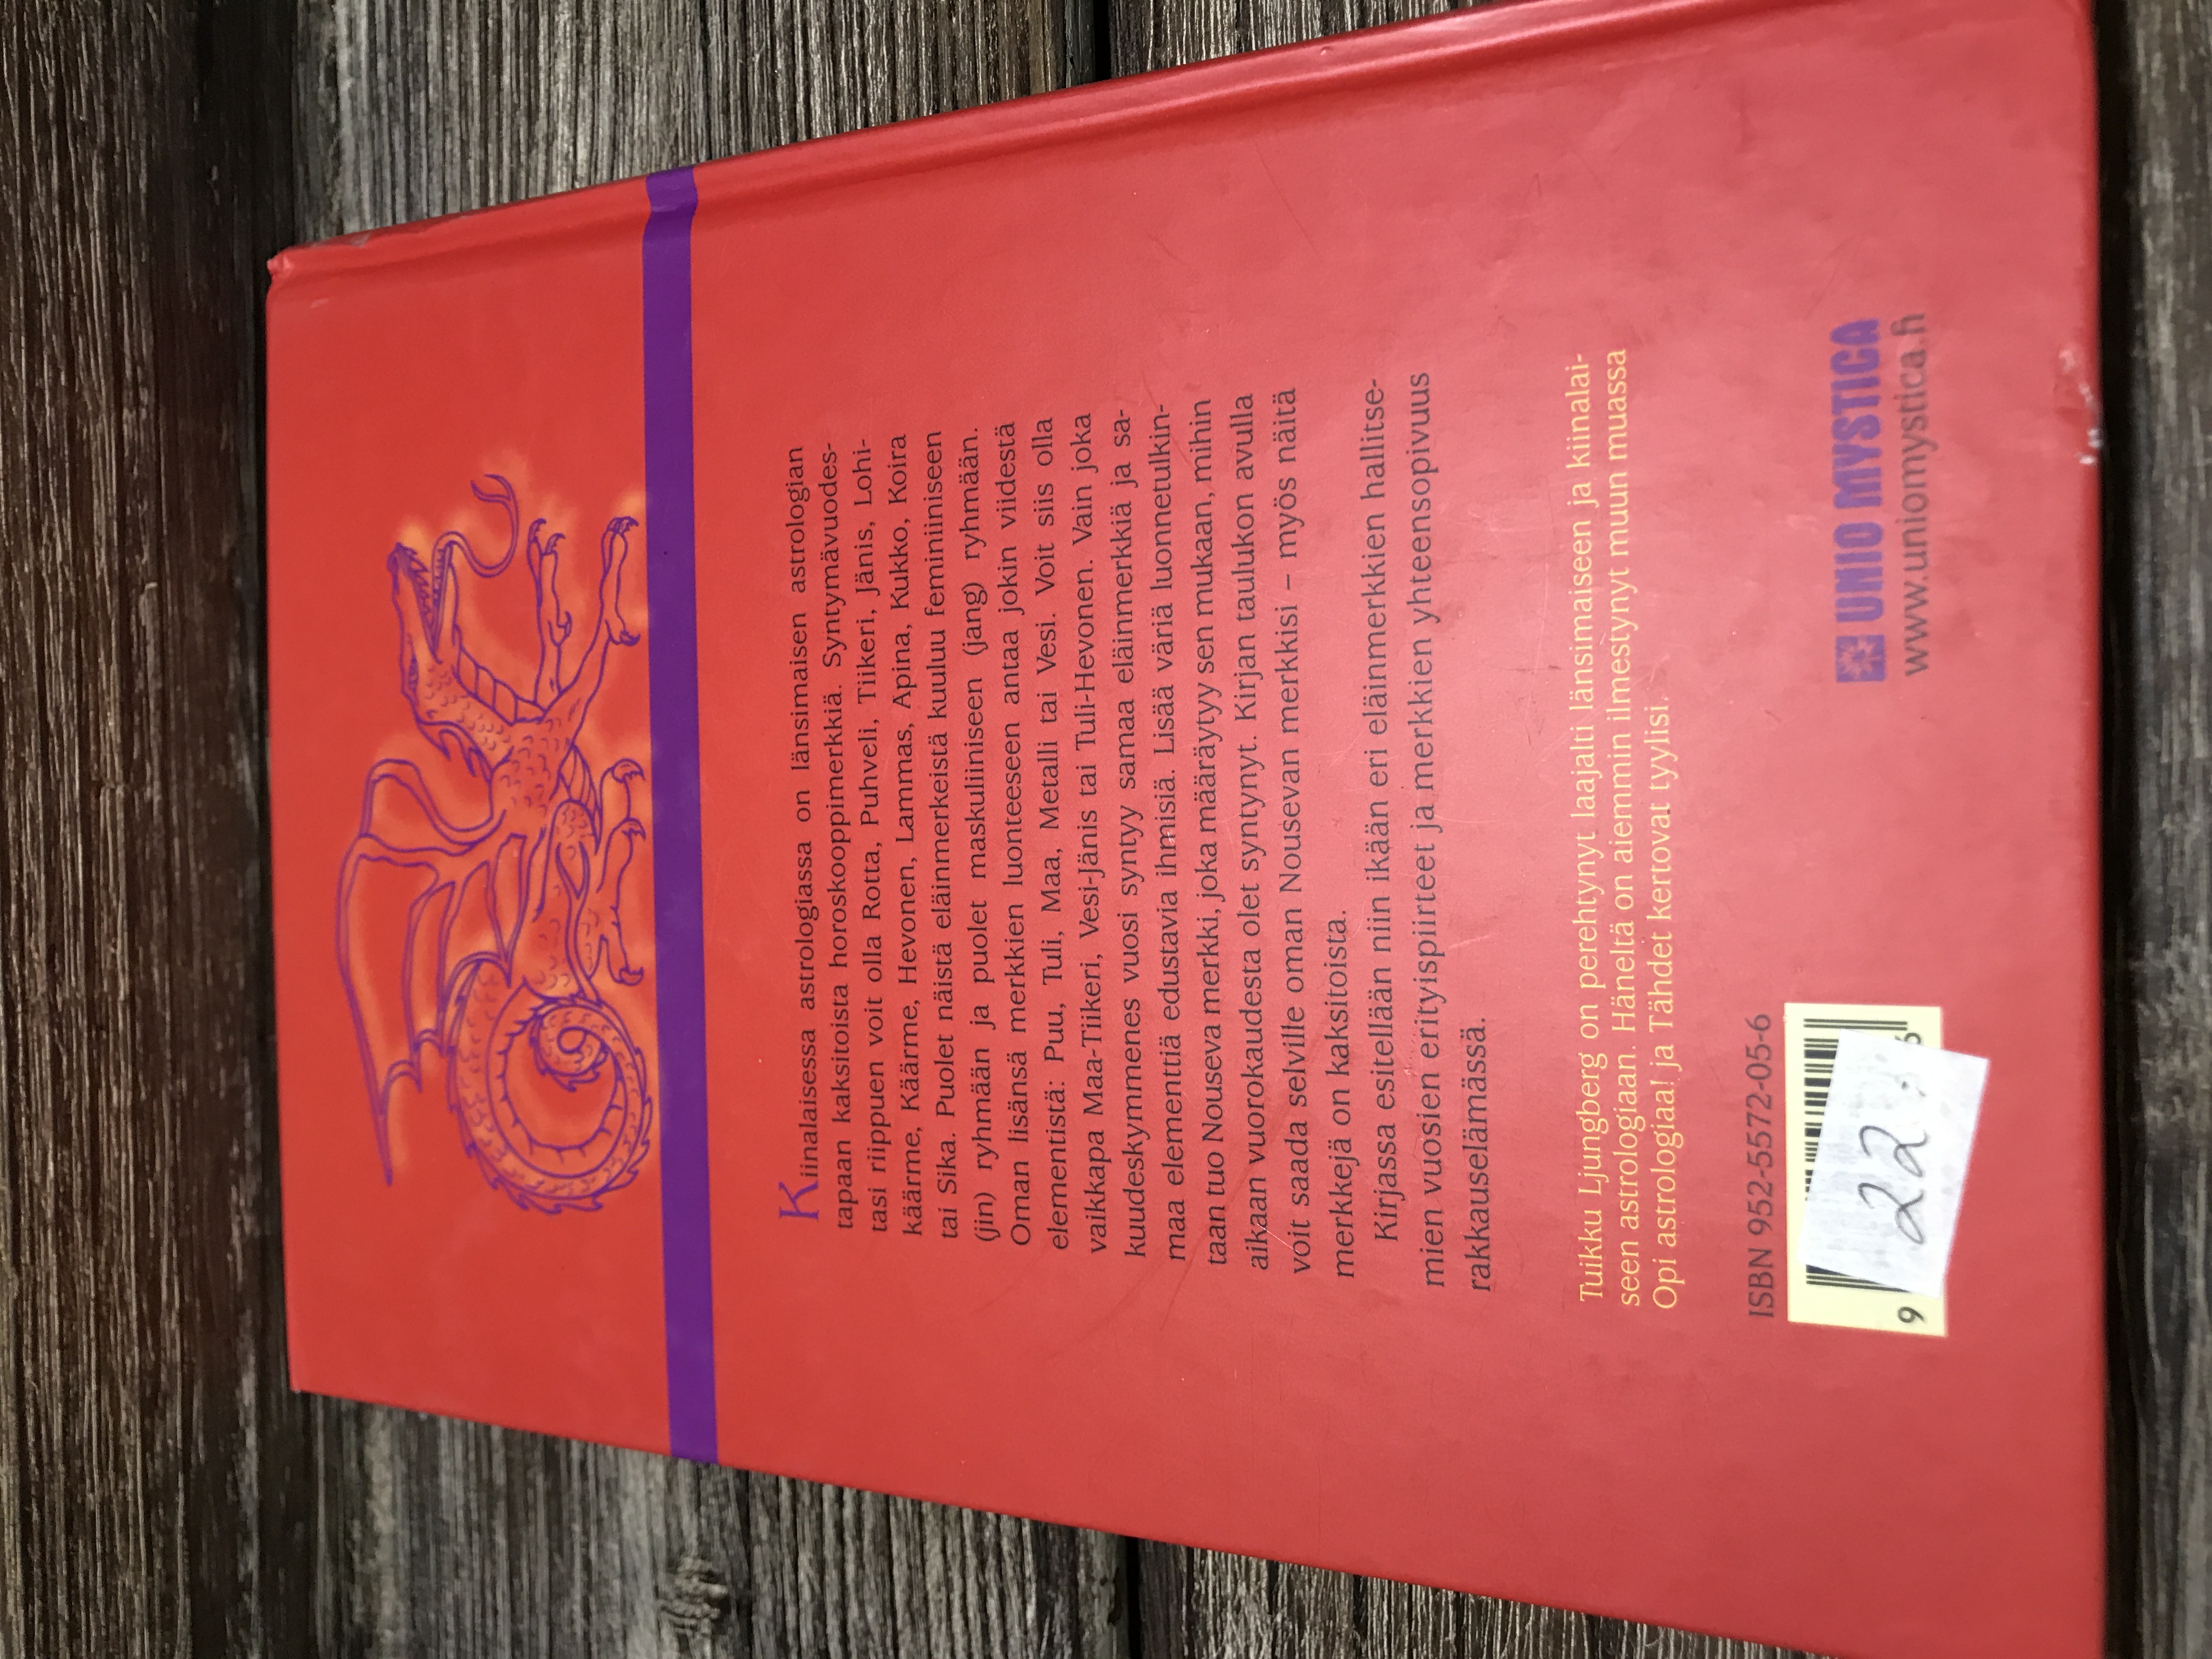 Kiinalaisessa astrologiassa on länsimaisen astrologian
tapaan kaksitoista horoskooppimerkkiä. Syntymävuodes-
tasi riippuen voit olla Rotta, Puhveli, Tiikeri, Jänis, Lohi-
käärme, Käärme, Hevonen, Lammas, Apina, Kukko, Koira
tai Sika. Puolet näistä eläinmerkeistä kuuluu feminiiniseen
(jin) ryhmään ja puolet maskuliiniseen (jang) ryhmään.
Oman lisänsä merkkien luonteeseen antaa jokin viidestä
elementistä: Puu, Tuli, Maa, Metalli tai Vesi. Voit siis olla
vaikkapa Maa-Tiikeri, Vesi-Jänis tai Tuli-Hevonen. Vain joka
kuudeskymmenes vuosi syntyy samaa eläinmerkkiä ja sa-
maa elementtiä edustavia ihmisiä. Lisää väriä luonnetulkin-
taan tuo Nouseva merkki, joka määräytyy sen mukaan, mihin
aikaan vuorokaudesta olet syntynyt. Kirjan taulukon avulla
voit saada selville oman Nousevan merkkisi – myös näitä
merkkejä on kaksitoista.
Kirjassa esitellään niin ikään eri eläinmerkkien hallitse-
mien vuosien erityispiirteet ja merkkien yhteensopivuus
rakkauselämässä.
Tuikku Ljungberg on perehtynyt laajalti länsimaiseen ja kiinalai-
seen astrologiaan. Häneltä on aiemmin ilmestynyt muun muassa
Opi astrologiaa! ja Tähdet kertovat tyylisi.
ISBN 952-5572-05-6
9
22.
UNIO MYSTICA
www.uniomystica.fi